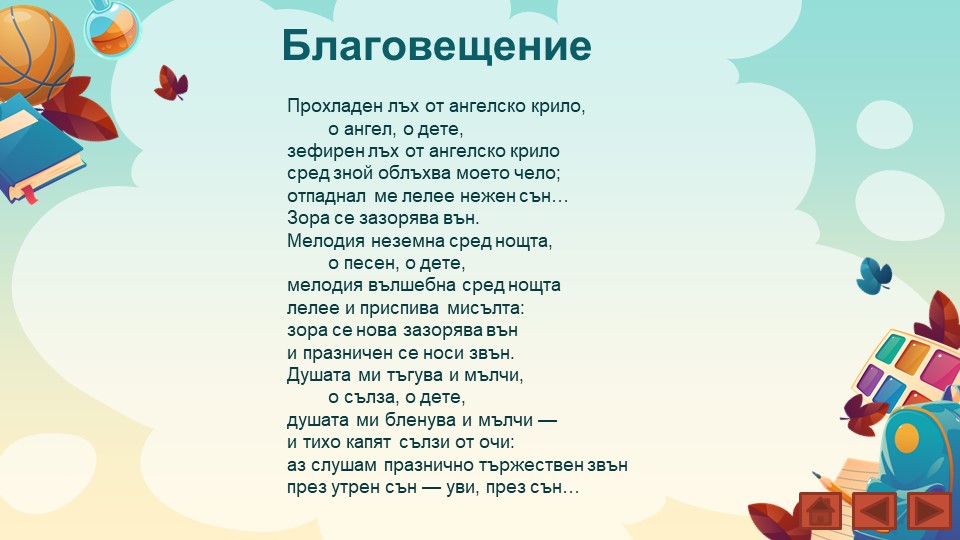 Благовещение
Прохладен лъх от ангелско крило,
о ангел, о дете,
зефирен лъх от ангелско крило
сред зной облъхва моето чело;
отпаднал ме лелее нежен сън…
Зора се зазорява вън.
Мелодия неземна сред нощта,
о песен, о дете,
мелодия вълшебна сред нощта
лелее и приспива мисълта:
зора се нова зазорява вън
и празничен се носи звън.
Душата ми тъгува и мълчи,
о сълза, о дете,
душата ми бленува и мълчи —
и тихо капят сълзи от очи:
аз слушам празнично тържествен звън
през утрен сън — уви, през сън…